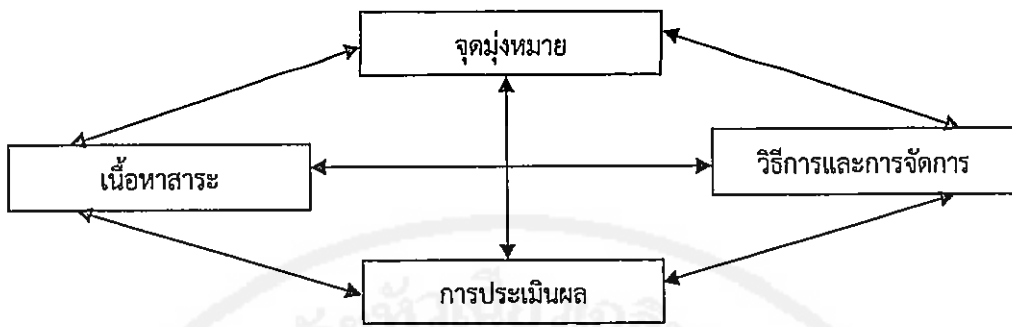 จุดมุ่งหมาย
เนื้อหาสาระ
วิธีการและการจัดการ
การประเมินผล